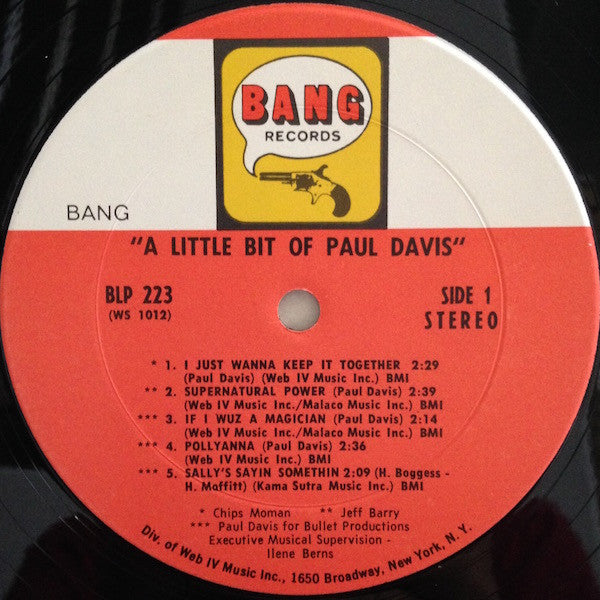 BANG
RECORDS
BANG
"A LITTLE BIT OF PAUL DAVIS"
BLP 223
(WS 1012)
SIDE 1
STEREO
* 1. I JUST WANNA KEEP IT TOGETHER 2:29
(Paul Davis) (Web IV Music Inc.) BMI
** 2. SUPERNATURAL POWER (Paul Davis) 2:39
(Web IV Music Inc./Malaco Music Inc.) BMI
*** 3. IF I WUZ A MAGICIAN (Paul Davis) 2:14
(Web IV Music Inc./Malaco Music Inc.) BMI
*** 4. POLLYANNA (Paul Davis) 2:36
(Web IV Music Inc.) BMI
*** 5. SALLY'S SAYIN SOMETHIN 2:09 (H. Boggess -
H. Moffitt) (Kama Sutra Music Inc.) BMI
* Chips Moman ** Jeff Barry
*** Paul Davis for Bullet Productions
Executive Musical Supervision -
Ilene Berns
Div. of Web IV Music Inc., 1650 Broadway, New York, N. Y.